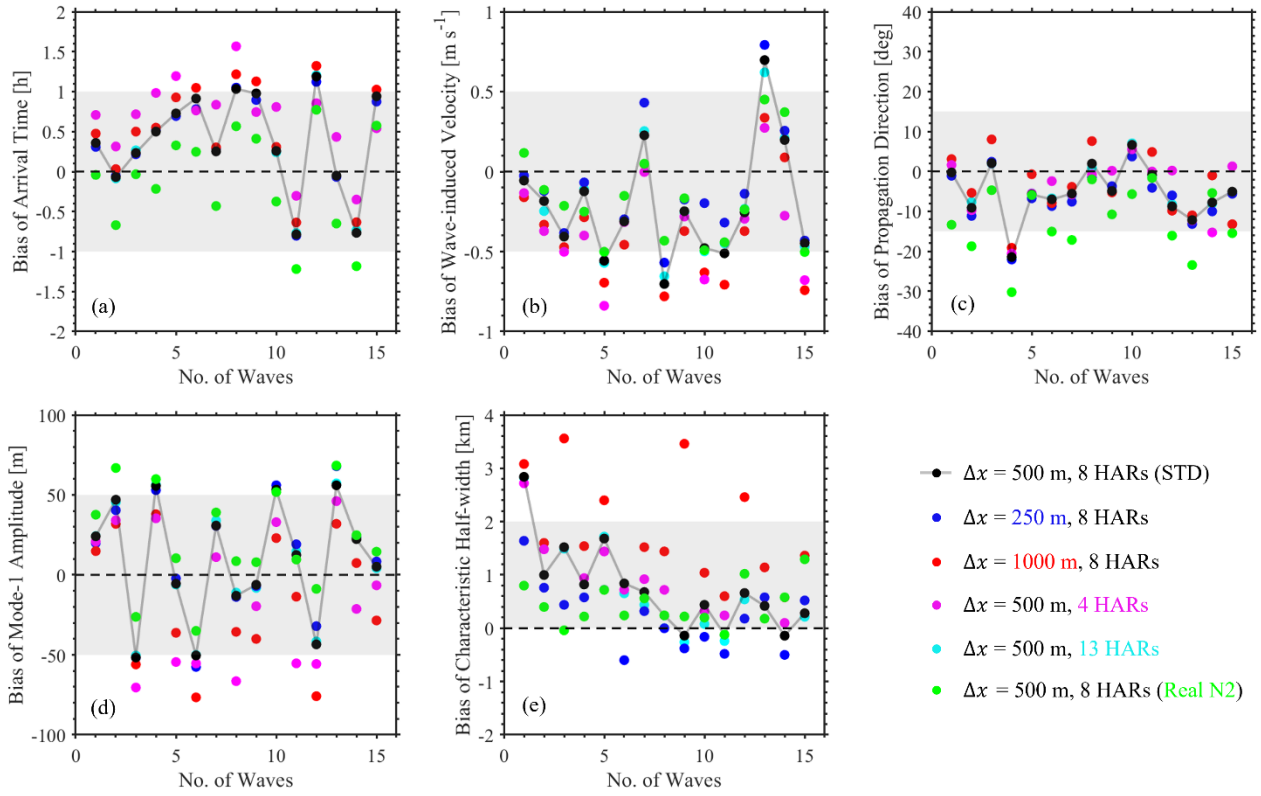 2
1.5
1
0.5
0
-0.5
-1
-1.5
-2
Bias of Arrival Time [h]
(a)
0
5
10
15
No. of Waves
1
0.5
0
-0.5
-1
Bias of Wave-induced Velocity [m s⁻¹]
(b)
0
5
10
15
No. of Waves
40
30
20
10
0
-10
-20
-30
-40
Bias of Propagation Direction [deg]
(c)
0
5
10
15
No. of Waves
100
50
0
-50
-100
Bias of Mode-1 Amplitude [m]
(d)
0
5
10
15
No. of Waves
4
3
2
1
0
-1
-2
Bias of Characteristic Half-width [km]
(e)
0
5
10
15
No. of Waves
Δx = 500 m, 8 HARs (STD)
Δx = 250 m, 8 HARs
Δx = 1000 m, 8 HARs
Δx = 500 m, 4 HARs
Δx = 500 m, 13 HARs
Δx = 500 m, 8 HARs (Real N2)